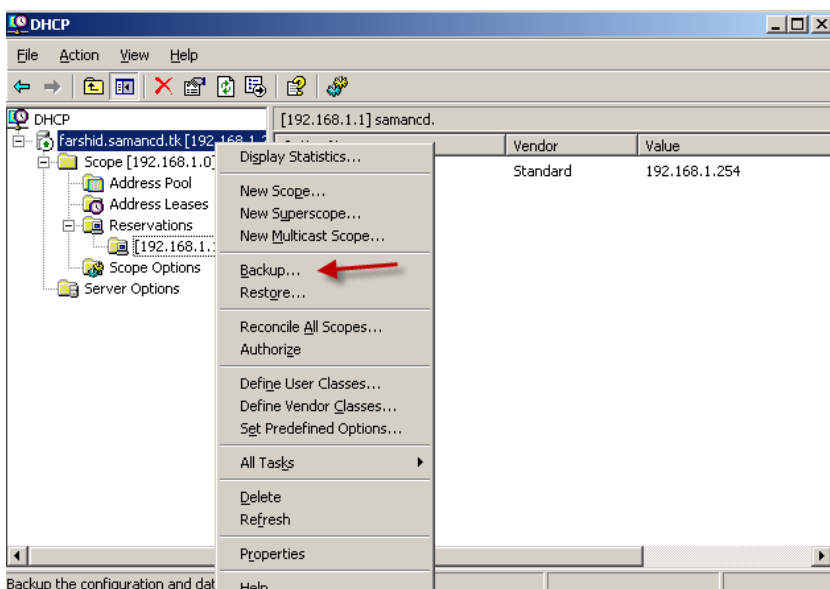 DHCP
File Action View Help
DHCP
[192.168.1.1] samancd.
farshid.samancd.tk [192.168.1.2
Vendor Value
Scope [192.168.1.0]
Standard 192.168.1.254
Address Pool
Address Leases
Reservations
[192.168.1.1
Scope Options
Server Options
Display Statistics...
New Scope...
New Superscope...
New Multicast Scope...
Backup...
Restore...
Reconcile All Scopes...
Authorize
Define User Classes...
Define Vendor Classes...
Set Predefined Options...
All Tasks
Delete
Refresh
Properties
Help
Backup the configuration and dat